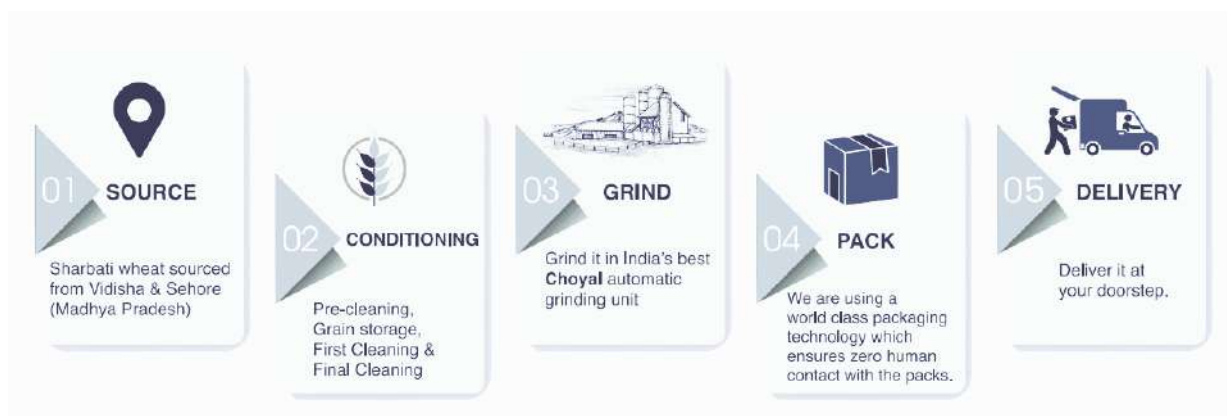 01
SOURCE
Sharbati wheat sourced
from Vidisha & Sehore
(Madhya Pradesh)
02
CONDITIONING
Pre-cleaning,
Grain storage,
First Cleaning &
Final Cleaning
03
GRIND
Grind it in India's best
Choyal automatic
grinding unit
04
PACK
We are using a
world class packaging
technology which
ensures zero human
contact with the packs.
05
DELIVERY
Deliver it at
your doorstep.